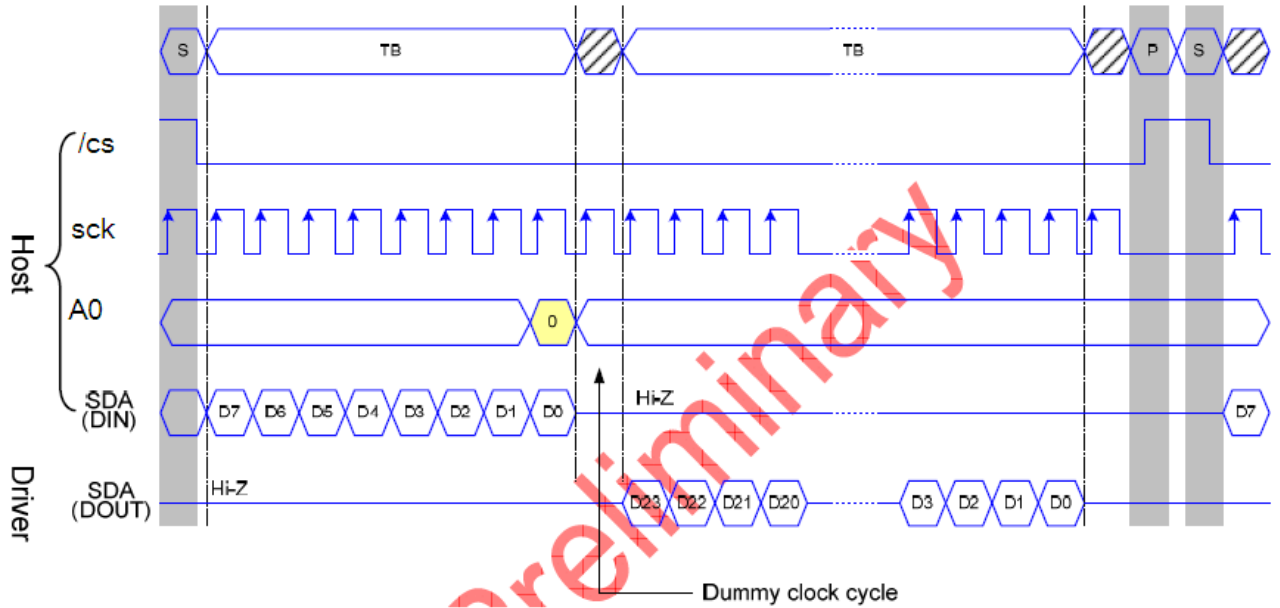 S TB TB P S
/cs
sck
A0 0
Host
SDA
(DIN) D7 D6 D5 D4 D3 D2 D1 D0 Hi-Z D7
Driver
SDA
(DOUT) Hi-Z D23 D22 D21 D20 D3 D2 D1 D0
Dummy clock cycle
Preliminary